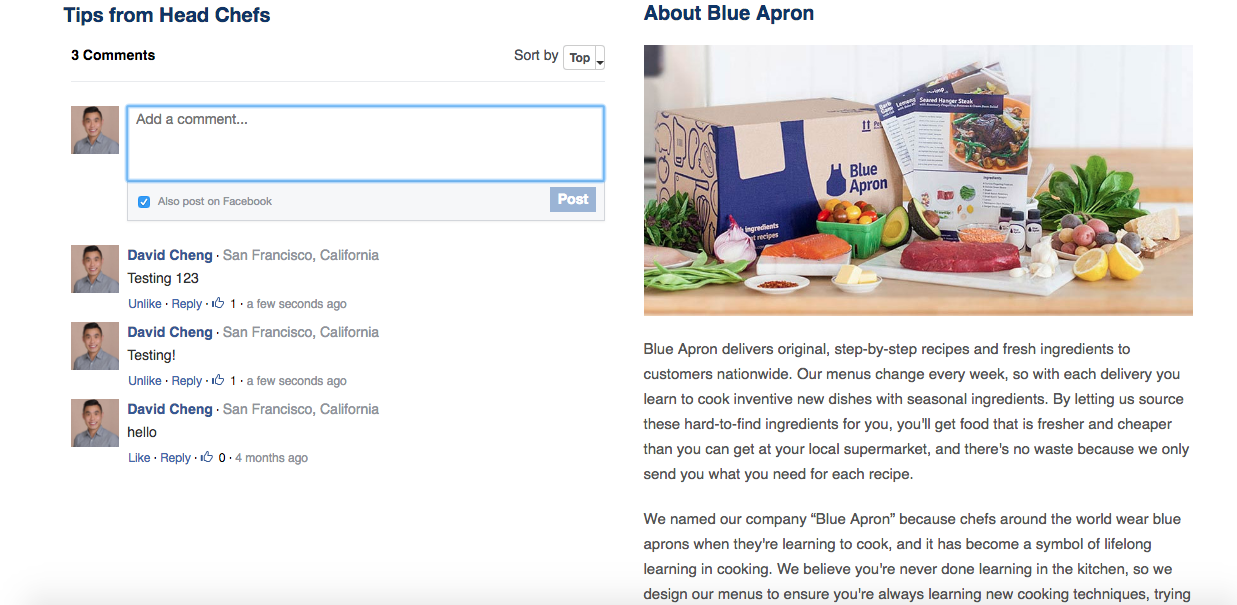 Tips from Head Chefs
3 Comments
Sort by Top
Add a comment...
Also post on Facebook
Post
David Cheng · San Francisco, California
Testing 123
Unlike · Reply · 1 · a few seconds ago
David Cheng · San Francisco, California
Testing!
Unlike · Reply · 1 · a few seconds ago
David Cheng · San Francisco, California
hello
Like · Reply · 0 · 4 months ago
About Blue Apron
Seared Hanger Steak
Ingredients
Blue
Apron
ingredients
recipes
Blue Apron delivers original, step-by-step recipes and fresh ingredients to
customers nationwide. Our menus change every week, so with each delivery you
learn to cook inventive new dishes with seasonal ingredients. By letting us source
these hard-to-find ingredients for you, you'll get food that is fresher and cheaper
than you can get at your local supermarket, and there's no waste because we only
send you what you need for each recipe.
We named our company “Blue Apron” because chefs around the world wear blue
aprons when they're learning to cook, and it has become a symbol of lifelong
learning in cooking. We believe you're never done learning in the kitchen, so we
design our menus to ensure you're always learning new cooking techniques, trying